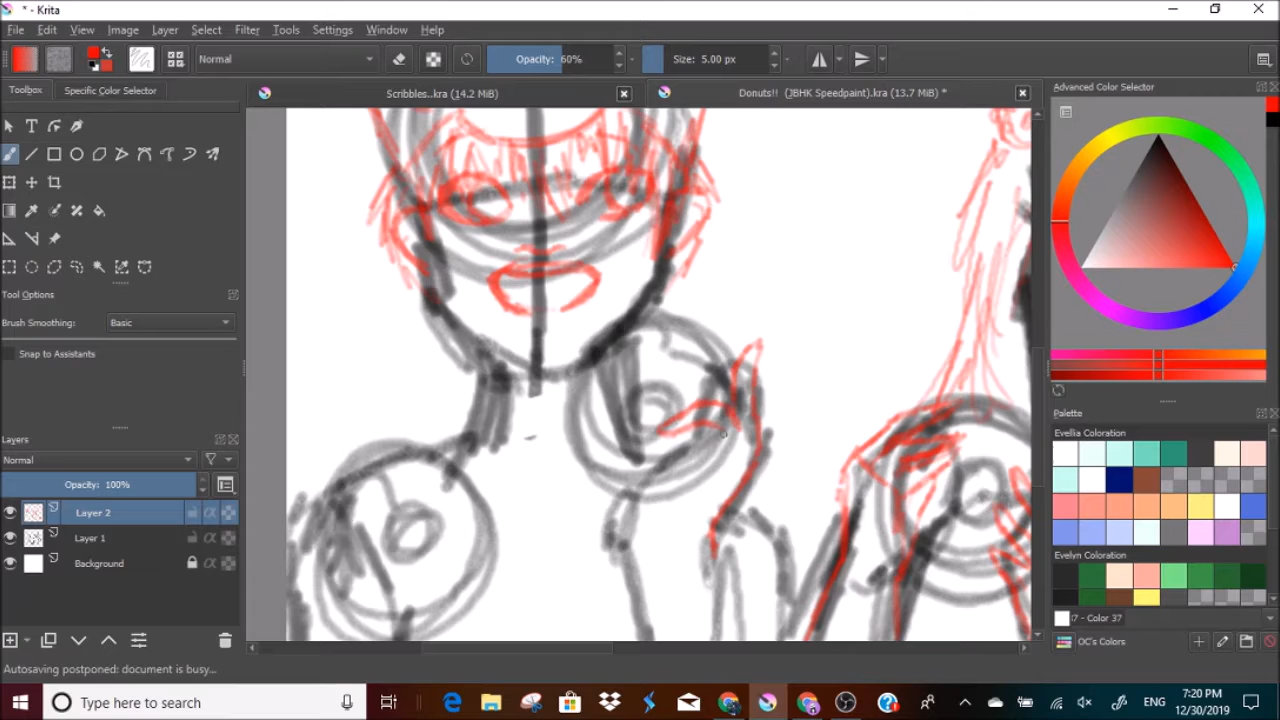 * - Krita
File Edit View Image Layer Select Filter Tools Settings Window Help
Normal Opacity: 60% Size: 5.00 px
Toolbox Specific Color Selector
Scribbles..kra (14.2 MiB) Donuts!! (JBHK Speedpaint).kra (13.7 MiB) *
Advanced Color Selector
Tool Options
Brush Smoothing: Basic
Snap to Assistants
Layers
Normal
Opacity: 100%
Layer 2
Layer 1
Background
Autosaving postponed: document is busy...
Palette
Evellia Coloration
Evelyn Coloration
- Color 37
OC's Colors
Type here to search
ENG
7:20 PM
12/30/2019